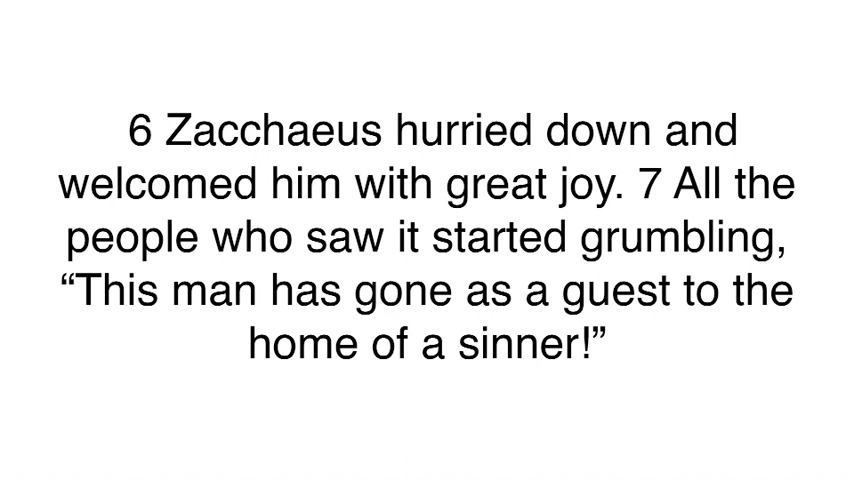 6 Zacchaeus hurried down and
welcomed him with great joy. 7 All the
people who saw it started grumbling,
“This man has gone as a guest to the
home of a sinner!”